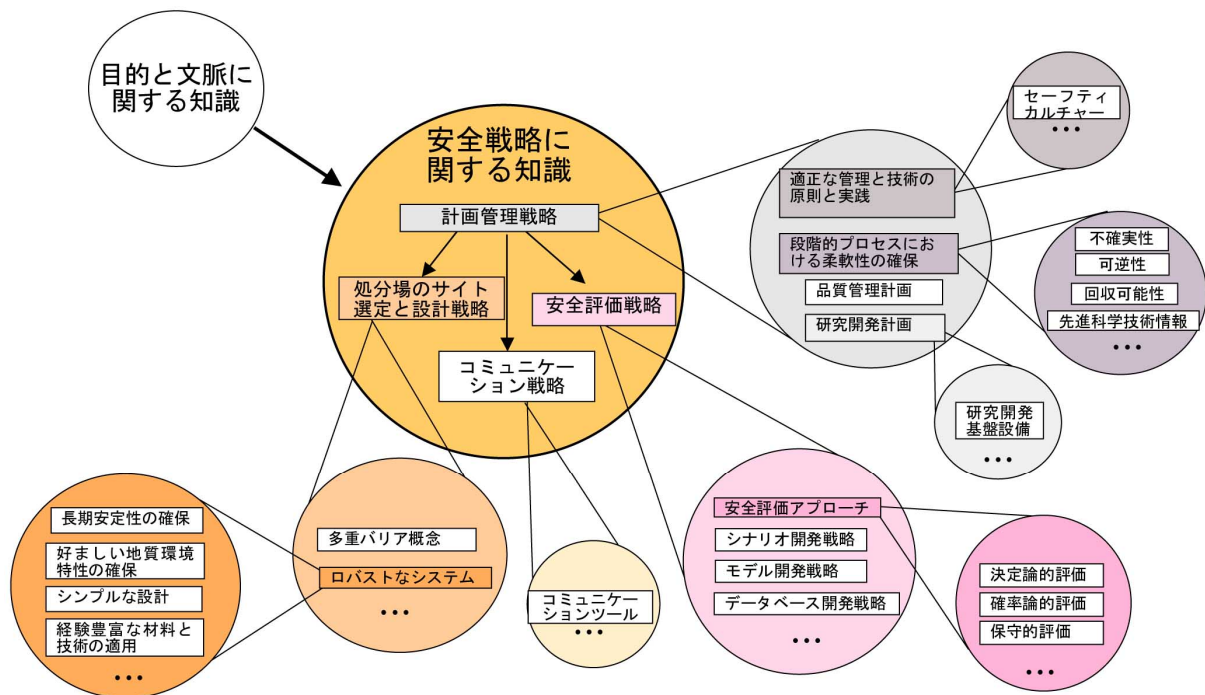 目的と文脈に
関する知識
安全戦略に
関する知識
計画管理戦略
処分場のサイト
選定と設計戦略
安全評価戦略
コミュニケー
ション戦略
適正な管理と技術の
原則と実践
段階的プロセスにお
ける柔軟性の確保
品質管理計画
研究開発計画
•••
セーフティ
カルチャー
•••
不確実性
可逆性
回収可能性
先進科学技術情報
•••
研究開発
基盤設備
•••
長期安定性の確保
好ましい地質環境
特性の確保
シンプルな設計
経験豊富な材料と
技術の適用
•••
多重バリア概念
ロバストなシステム
•••
コミュニケー
ションツール
•••
安全評価アプローチ
シナリオ開発戦略
モデル開発戦略
データベース開発戦略
•••
決定論的評価
確率論的評価
保守的評価
•••